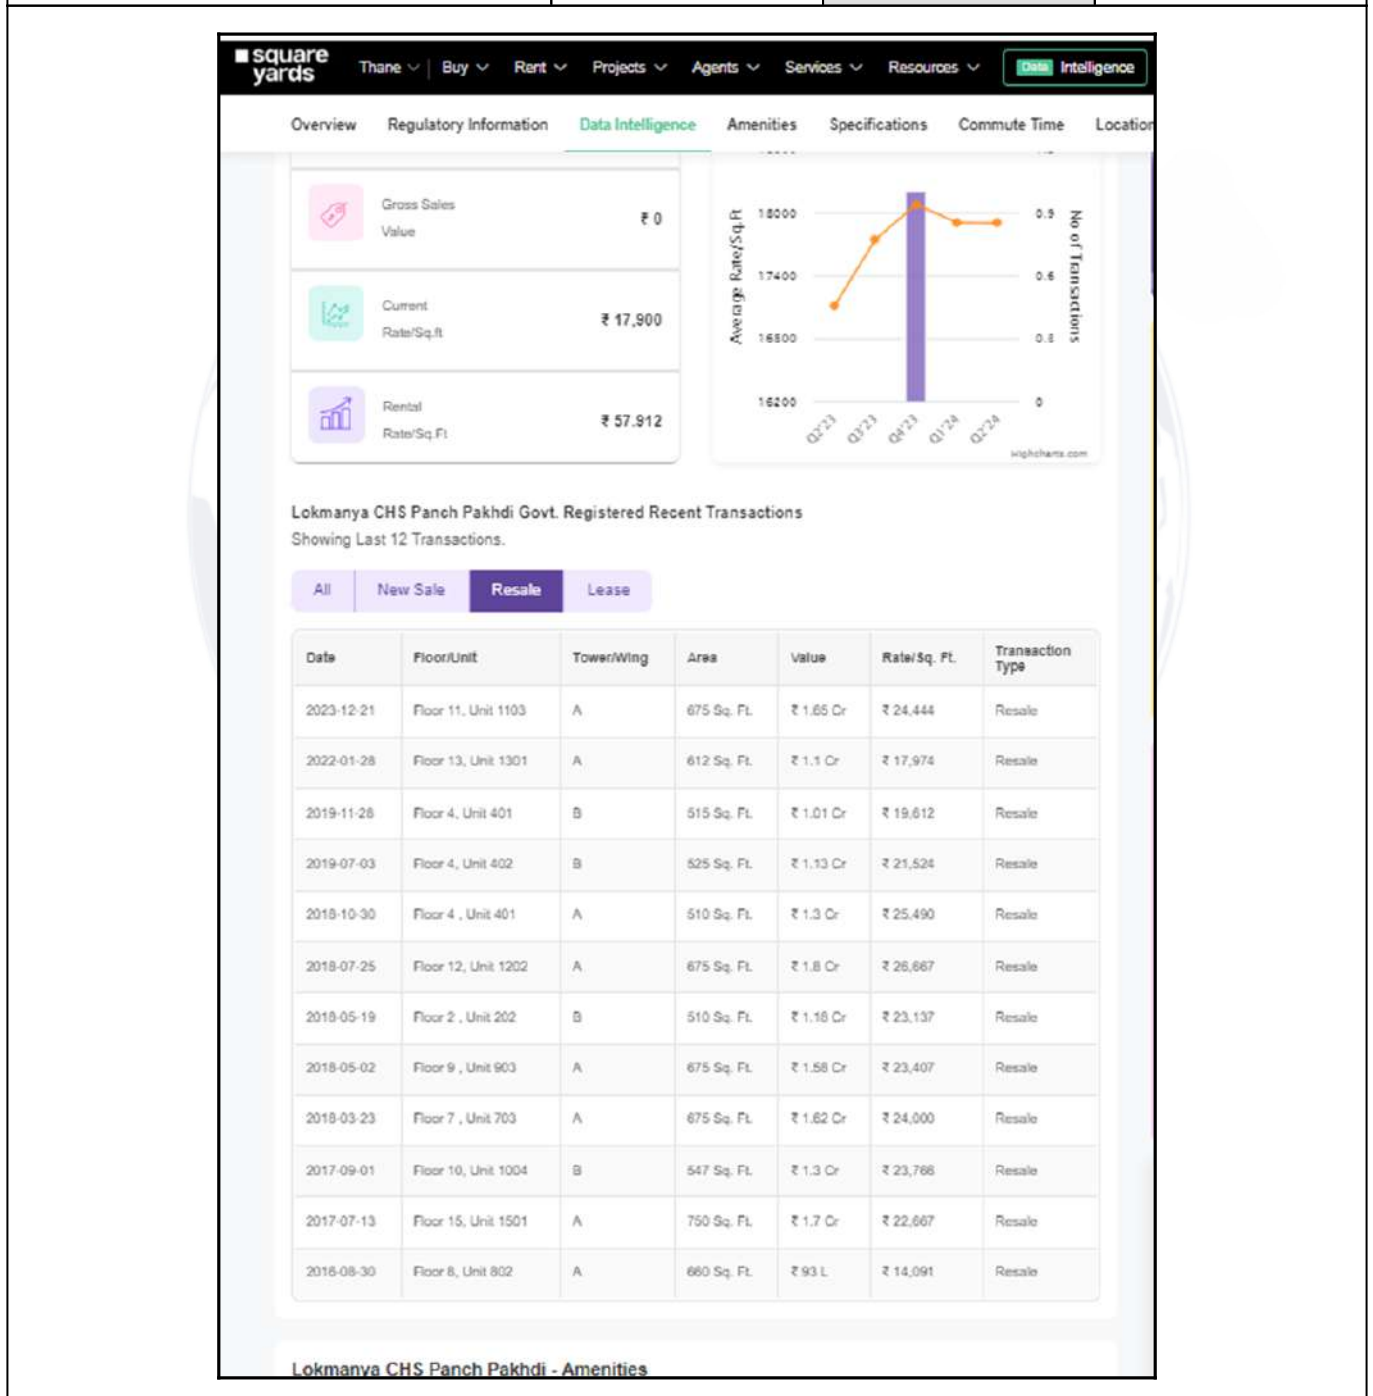 square yards
Thane Buy Rent Projects Agents Services Resources Data Intelligence
Overview Regulatory Information Data Intelligence Amenities Specifications Commute Time Location
Gross Sales Value ₹ 0
Current Rate/Sq.ft ₹ 17,900
Rental Rate/Sq.Ft ₹ 57.912
Average Rate/Sq.Ft
18000
17400
16800
16200
0.9
0.6
0
No of Transactions
Q2'23 Q3'23 Q4'23 Q1'24 Q2'24
Highcharts.com
Lokmanya CHS Panch Pakhdi Govt. Registered Recent Transactions
Showing Last 12 Transactions.
All New Sale Resale Lease
Date Floor/Unit Tower/Wing Area Value Rate/Sq. Ft. Transaction Type
2023-12-21 Floor 11, Unit 1103 A 675 Sq. Ft. ₹ 1.65 Cr ₹ 24,444 Resale
2022-01-28 Floor 13, Unit 1301 A 612 Sq. Ft. ₹ 1.1 Cr ₹ 17,974 Resale
2019-11-28 Floor 4, Unit 401 B 515 Sq. Ft. ₹ 1.01 Cr ₹ 19,612 Resale
2019-07-03 Floor 4, Unit 402 B 525 Sq. Ft. ₹ 1.13 Cr ₹ 21,524 Resale
2018-10-30 Floor 4 , Unit 401 A 510 Sq. Ft. ₹ 1.3 Cr ₹ 25,490 Resale
2018-07-25 Floor 12, Unit 1202 A 675 Sq. Ft. ₹ 1.8 Cr ₹ 26,667 Resale
2018-05-19 Floor 2 , Unit 202 B 510 Sq. Ft. ₹ 1.18 Cr ₹ 23,137 Resale
2018-05-02 Floor 9 , Unit 903 A 675 Sq. Ft. ₹ 1.58 Cr ₹ 23,407 Resale
2018-03-23 Floor 7 , Unit 703 A 675 Sq. Ft. ₹ 1.62 Cr ₹ 24,000 Resale
2017-09-01 Floor 10, Unit 1004 B 547 Sq. Ft. ₹ 1.3 Cr ₹ 23,766 Resale
2017-07-13 Floor 15, Unit 1501 A 750 Sq. Ft. ₹ 1.7 Cr ₹ 22,667 Resale
2016-08-30 Floor 8, Unit 802 A 660 Sq. Ft. ₹ 93 L ₹ 14,091 Resale
Lokmanya CHS Panch Pakhdi - Amenities